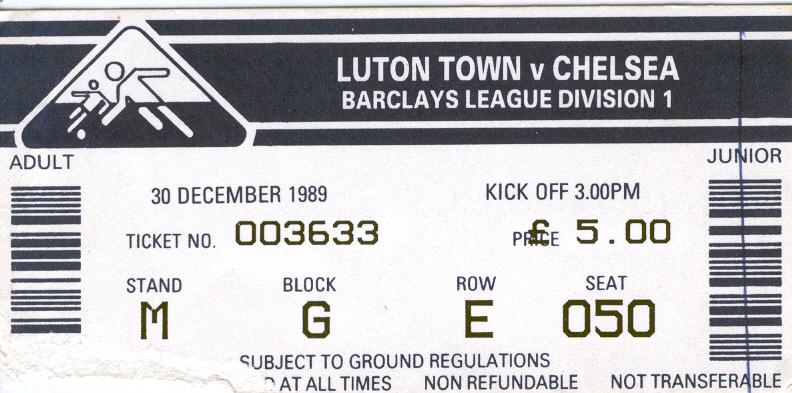 LUTON TOWN v CHELSEA
BARCLAYS LEAGUE DIVISION 1
ADULT
JUNIOR
30 DECEMBER 1989 KICK OFF 3.00PM
TICKET NO. 003633 PRICE £ 5.00
STAND BLOCK ROW SEAT
M G E 050
SUBJECT TO GROUND REGULATIONS
AT ALL TIMES NON REFUNDABLE NOT TRANSFERABLE